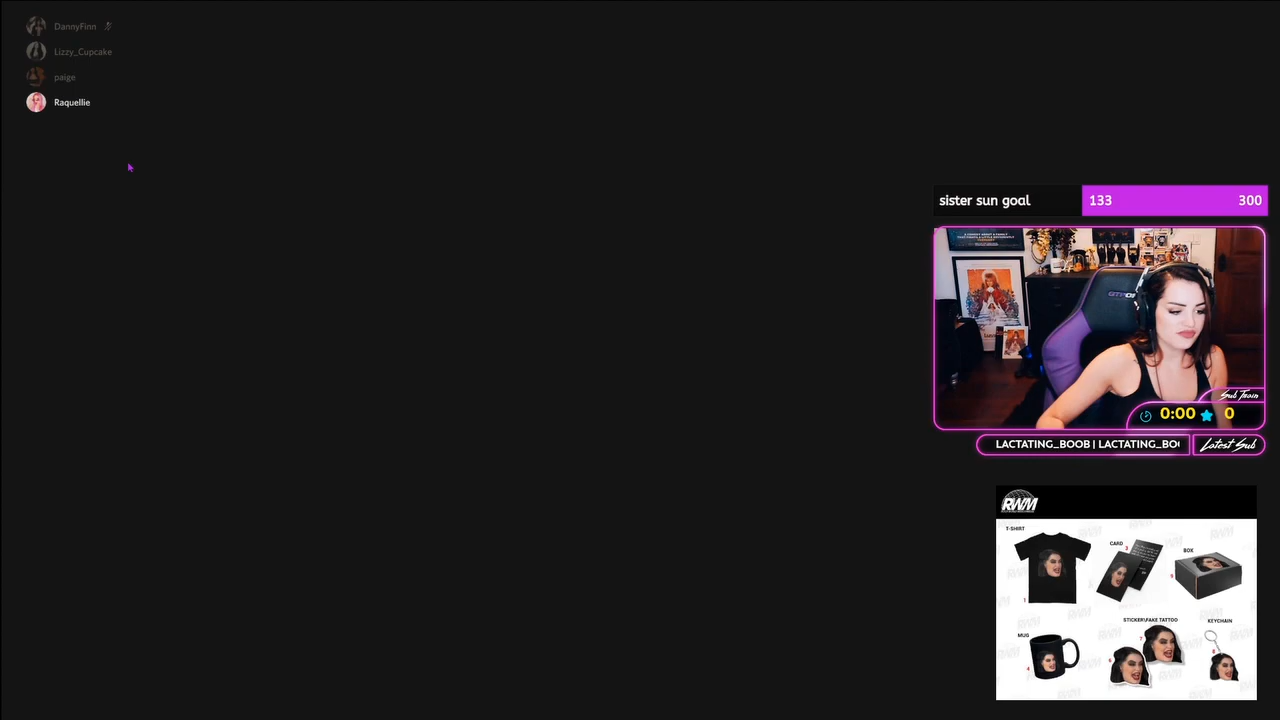 DannyFinn
Lizzy_Cupcake
paige
Raquellie
sister sun goal 133 300
GTPO
Sub Train
0:00 0
LACTATING_BOOB | LACTATING_BO
Latest Sub
RWM
T-SHIRT
CARD
BOX
MUG
STICKER\FAKE TATTOO
KEYCHAIN